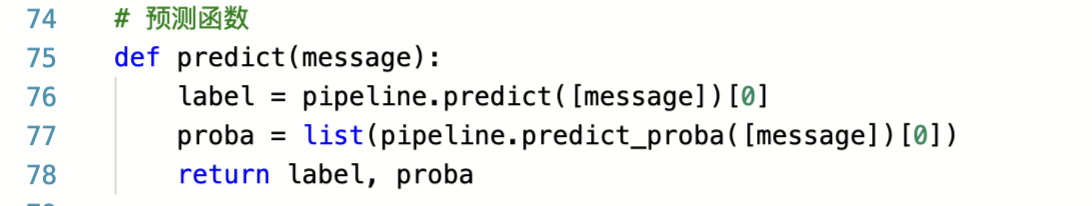 74 # 预测函数
75 def predict(message):
76 label = pipeline.predict([message])[0]
77 proba = list(pipeline.predict_proba([message])[0])
78 return label, proba